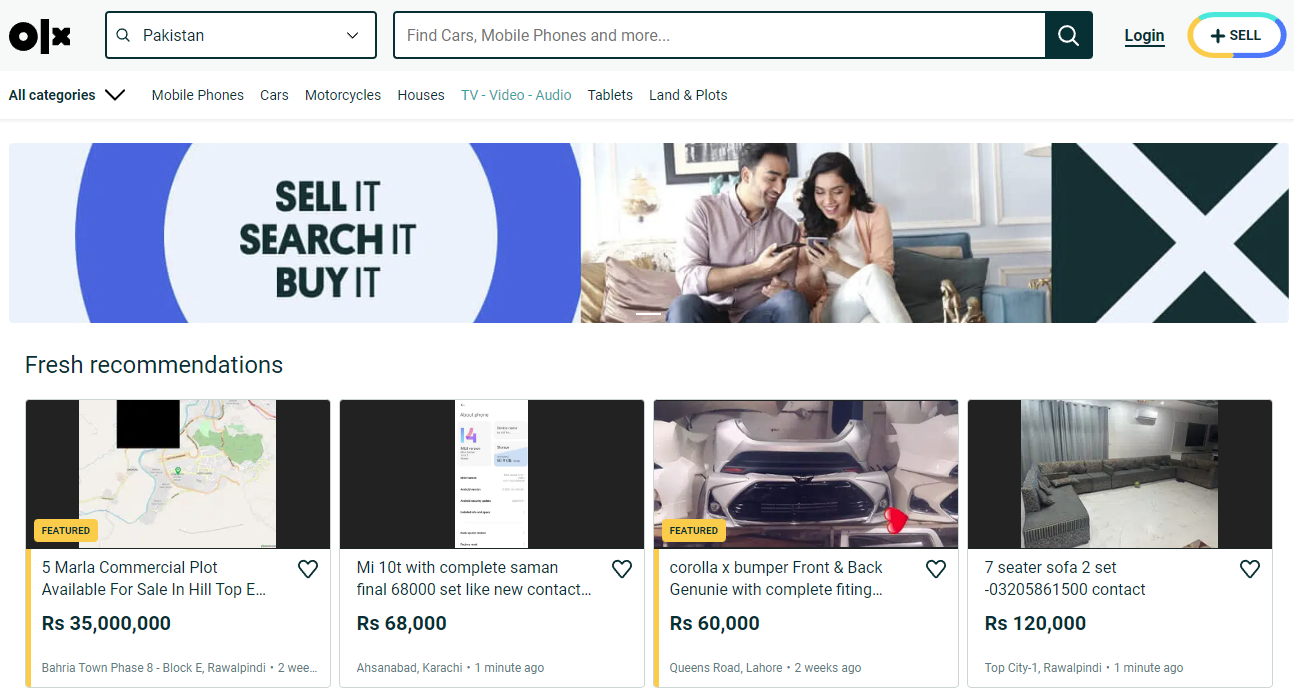 olx
Pakistan
Find Cars, Mobile Phones and more...
Login
+ SELL
All categories
Mobile Phones
Cars
Motorcycles
Houses
TV - Video - Audio
Tablets
Land & Plots
SELL IT
SEARCH IT
BUY IT
Fresh recommendations
FEATURED
5 Marla Commercial Plot
Available For Sale In Hill Top E...
Rs 35,000,000
Bahria Town Phase 8 - Block E, Rawalpindi • 2 wee...
About phone
14
Mi 10t with complete saman
final 68000 set like new contact...
Rs 68,000
Ahsanabad, Karachi • 1 minute ago
FEATURED
corolla x bumper Front & Back
Genunie with complete fiting...
Rs 60,000
Queens Road, Lahore • 2 weeks ago
7 seater sofa 2 set
-03205861500 contact
Rs 120,000
Top City-1, Rawalpindi • 1 minute ago